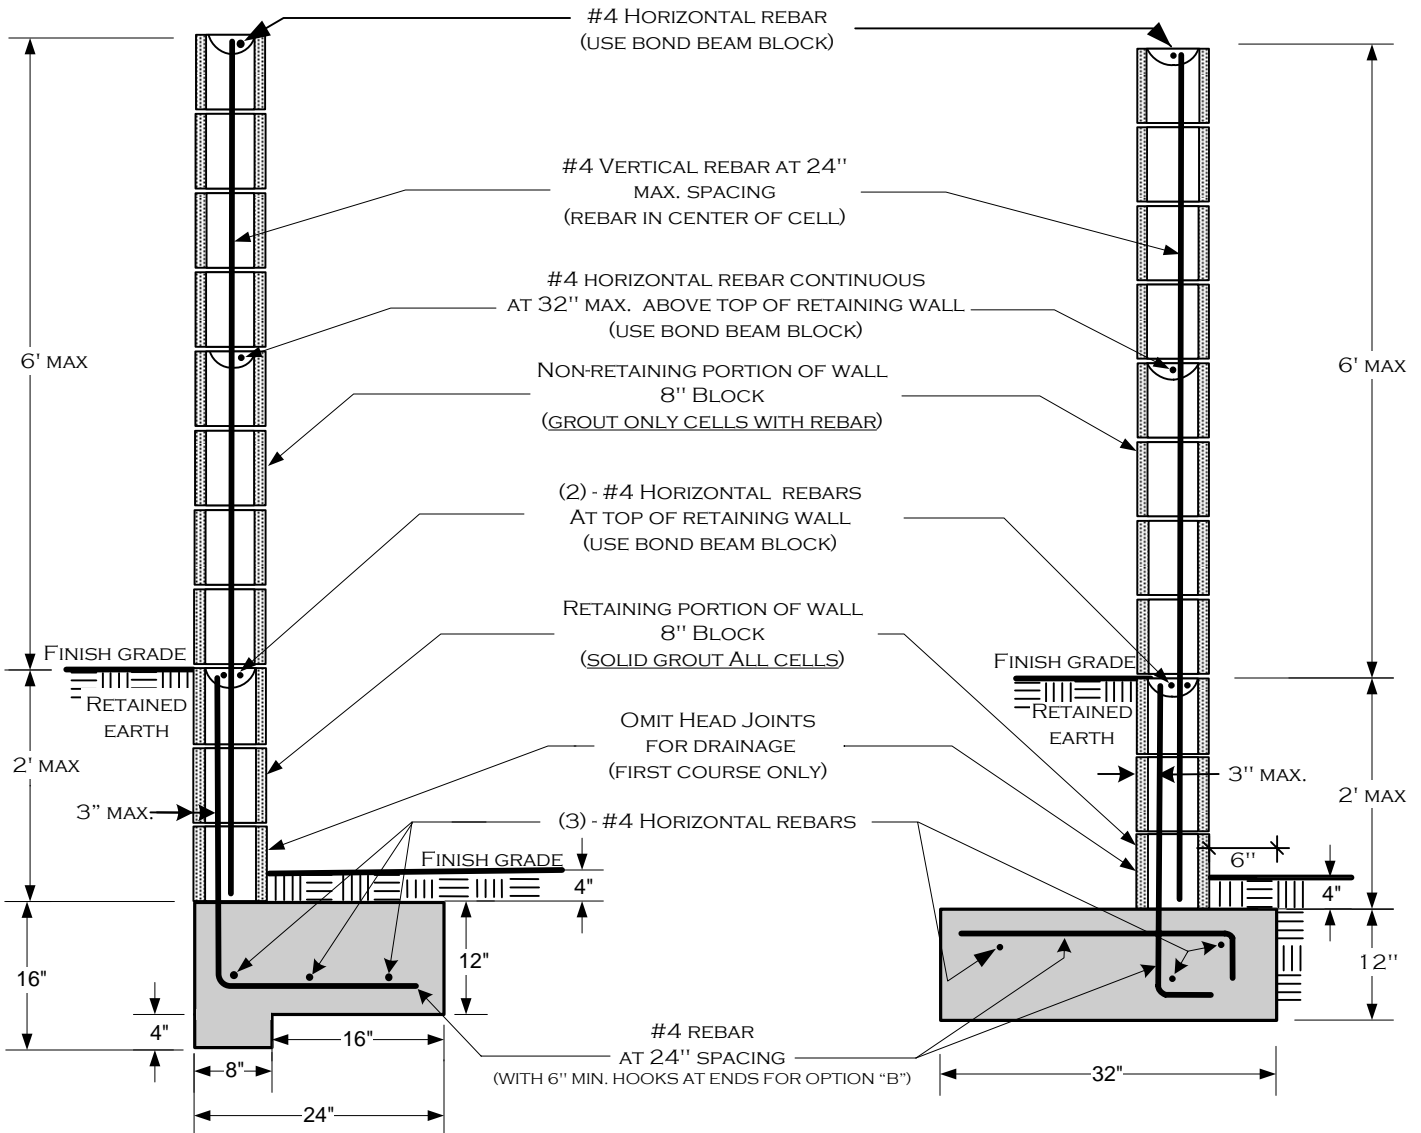 #4 Horizontal rebar
(use bond beam block)
#4 Vertical rebar at 24"
max. spacing
(rebar in center of cell)
#4 horizontal rebar continuous
at 32" max. above top of retaining wall
(use bond beam block)
6' max
6' max
Non-retaining portion of wall
8" Block
(grout only cells with rebar)
(2) - #4 Horizontal rebars
At top of retaining wall
(use bond beam block)
Retaining portion of wall
8" Block
(solid grout All cells)
Finish grade
Retained
earth
Finish grade
Retained
earth
Omit Head Joints
for drainage
(first course only)
2' max
3" max.
3" max.
2' max
(3) - #4 Horizontal rebars
Finish grade
4"
6"
4"
16"
12"
12"
4"
16"
8"
24"
#4 rebar
at 24" spacing
(with 6" min. hooks at ends for option “B”)
32"